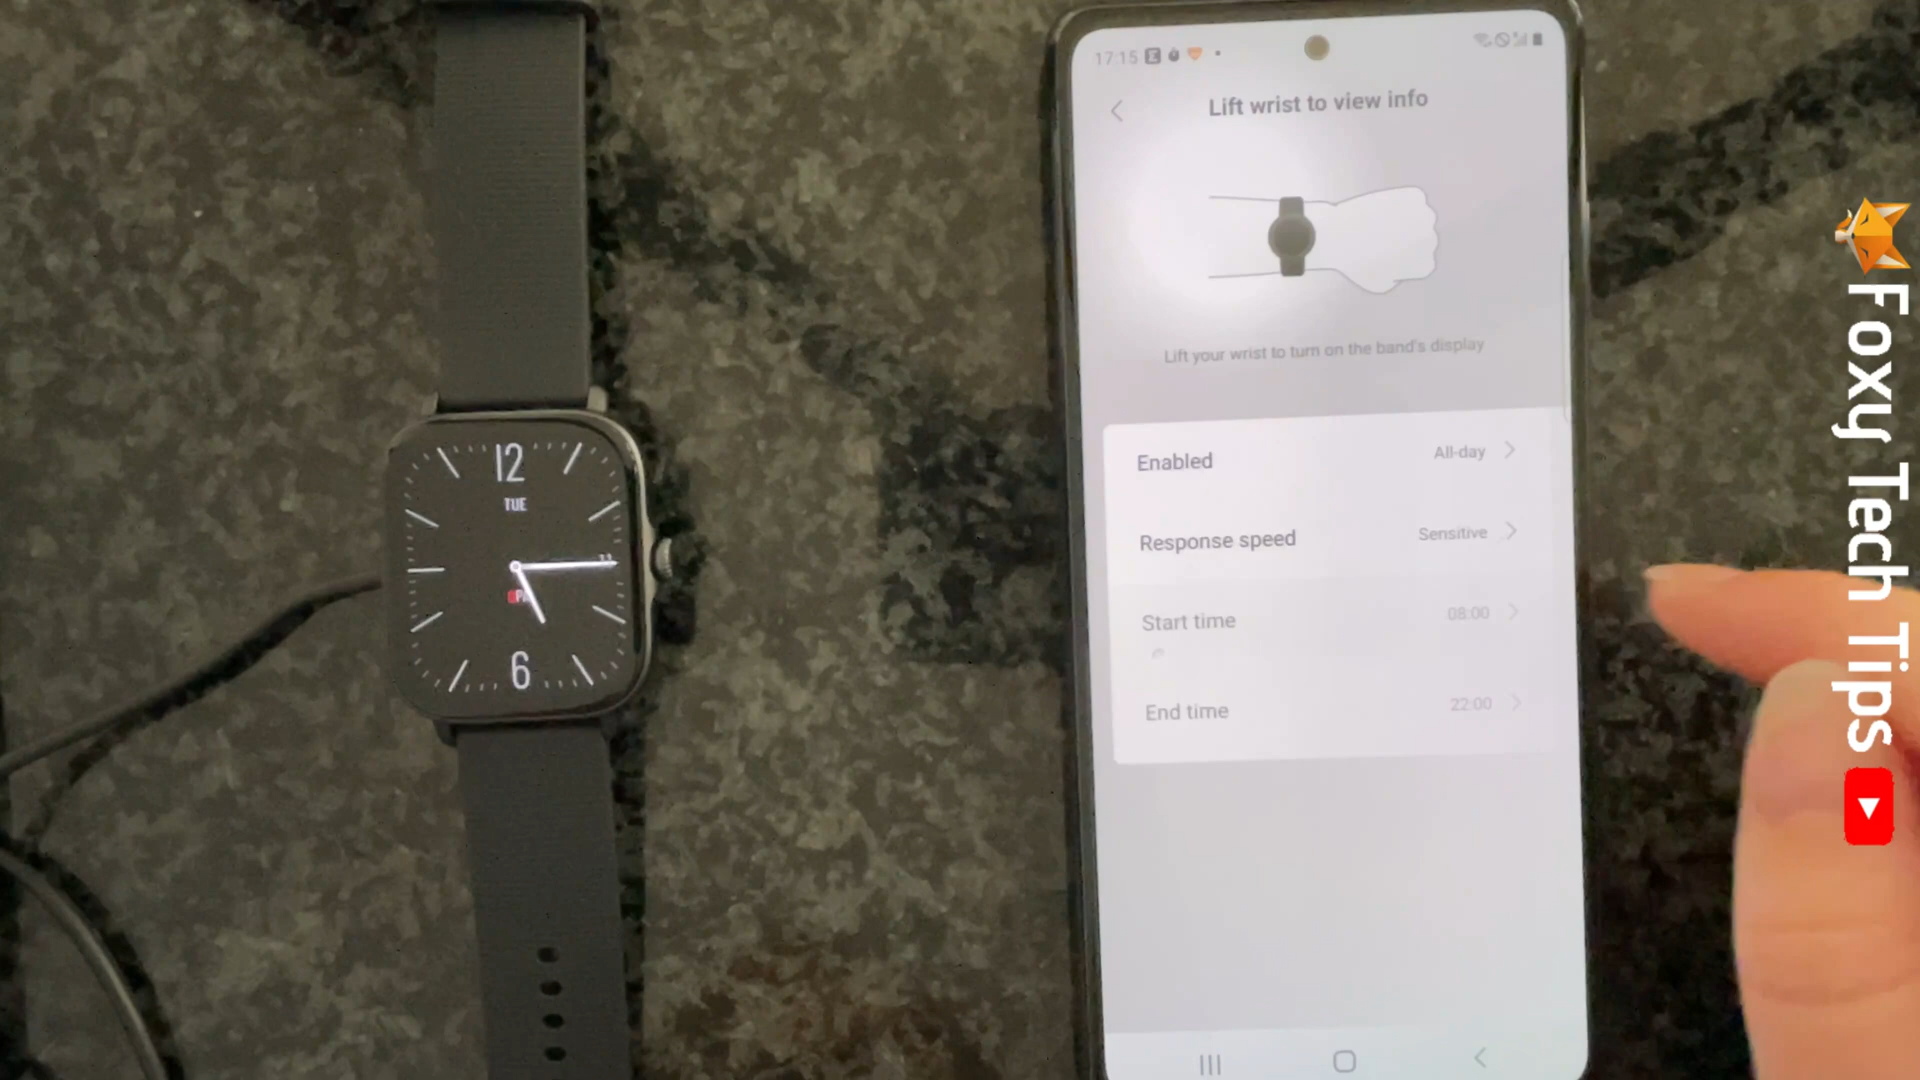 12
TUE
6
17:15
Lift wrist to view info
Lift your wrist to turn on the band's display
Enabled All-day
Response speed Sensitive
Start time 08:00
End time 22:00
Foxy Tech Tips